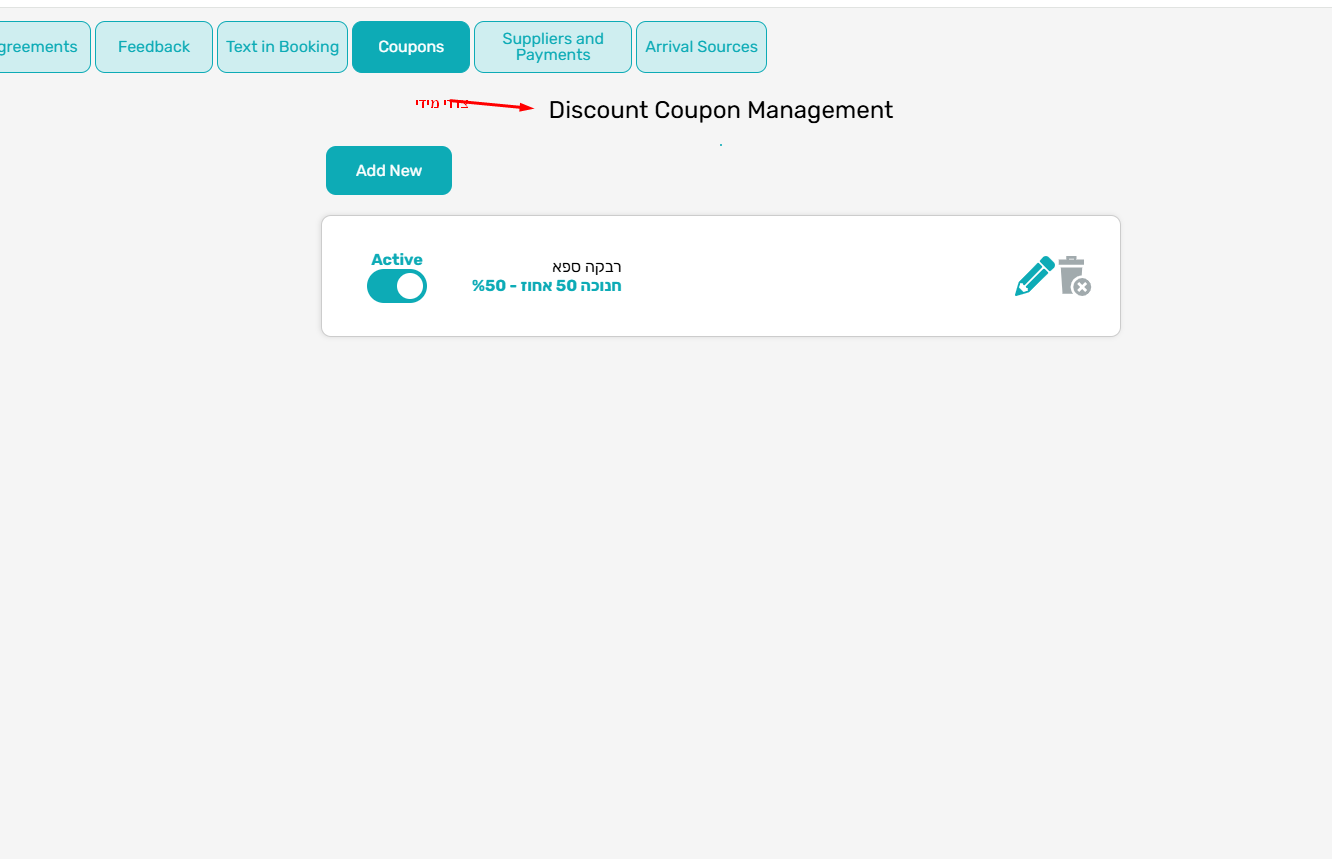 greements
Feedback
Text in Booking
Coupons
Suppliers and
Payments
Arrival Sources
מידי
Discount Coupon Management
Add New
Active
רבקה ספא
חנוכה 50 אחוז - 50%